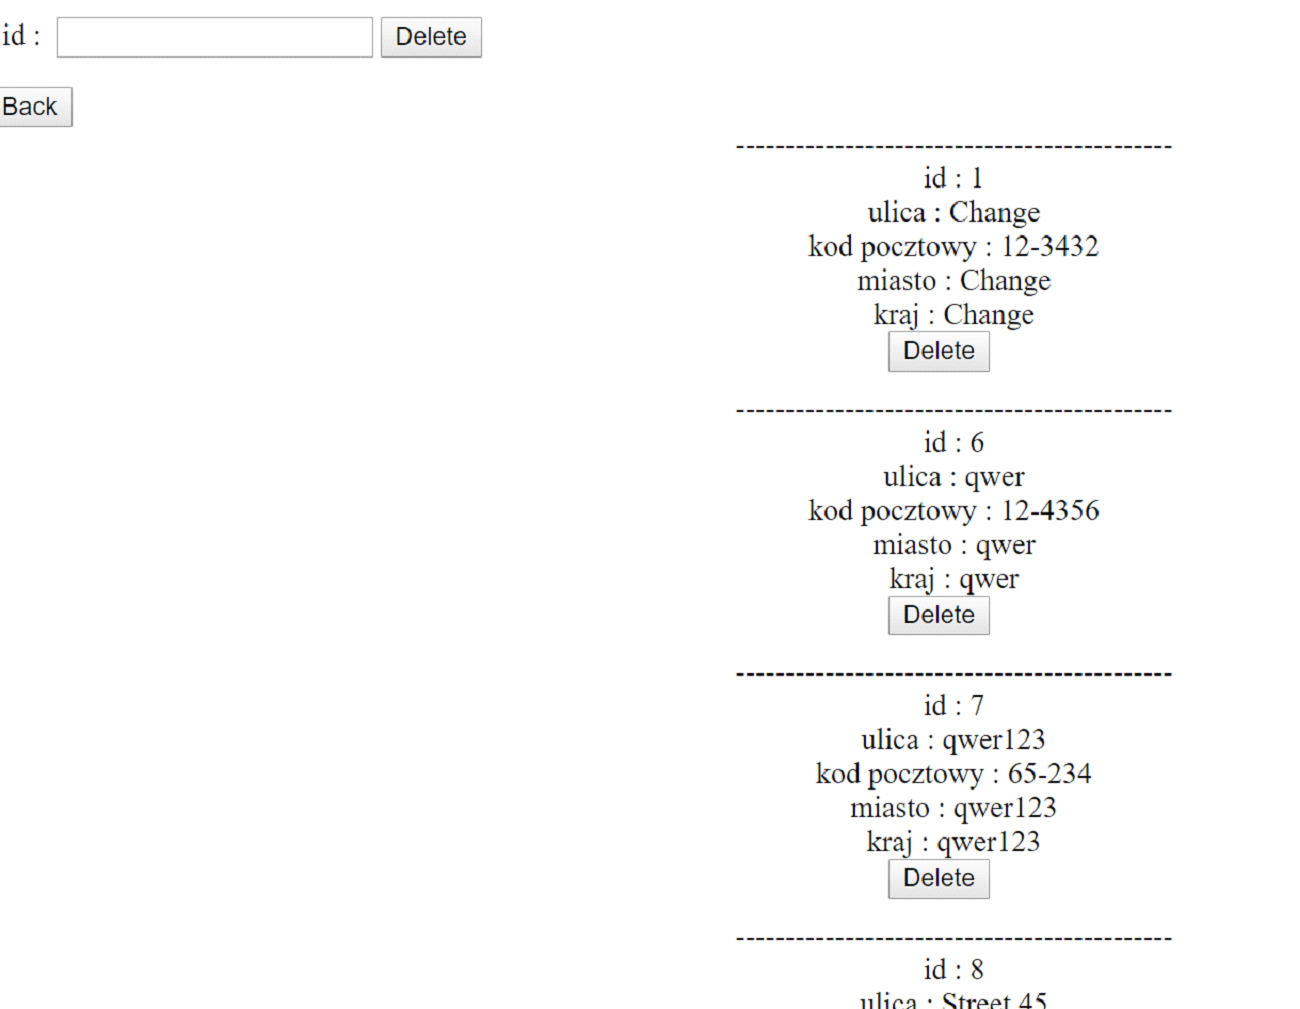 id : Delete
Back
-------------------------------------------
id : 1
ulica : Change
kod pocztowy : 12-3432
miasto : Change
kraj : Change
Delete
-------------------------------------------
id : 6
ulica : qwer
kod pocztowy : 12-4356
miasto : qwer
kraj : qwer
Delete
-------------------------------------------
id : 7
ulica : qwer123
kod pocztowy : 65-234
miasto : qwer123
kraj : qwer123
Delete
-------------------------------------------
id : 8
ulica : Street 45